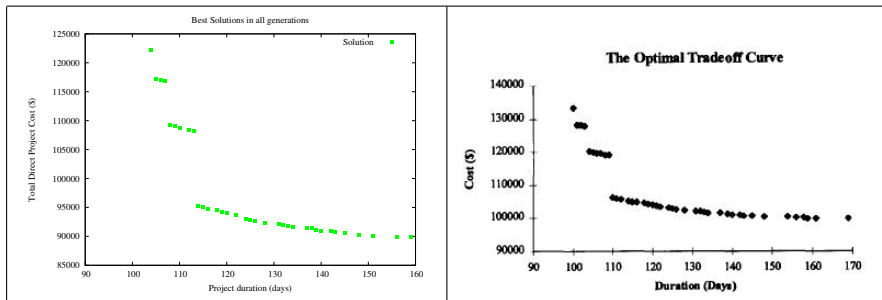 Best Solutions in all generations
Solution
125000
120000
115000
110000
105000
100000
95000
90000
85000
Total Direct Project Cost ($)
90 100 110 120 130 140 150 160
Project duration (days)
The Optimal Tradeoff Curve
140000
130000
120000
110000
100000
90000
Cost ($)
90 100 110 120 130 140 150 160 170
Duration (Days)